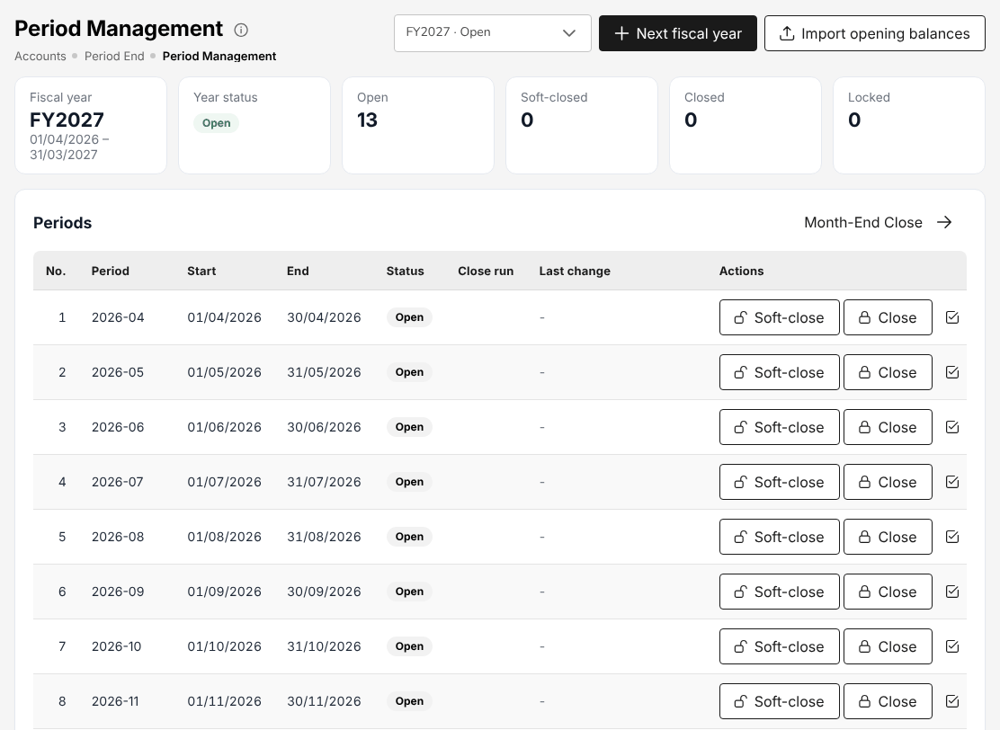 Period Management
FY2027 · Open
Next fiscal year
Import opening balances
Accounts Period End Period Management
Fiscal year
FY2027
01/04/2026 –
31/03/2027
Year status
Open
Open
13
Soft-closed
0
Closed
0
Locked
0
Periods
Month-End Close
No. Period Start End Status Close run Last change Actions
1 2026-04 01/04/2026 30/04/2026 Open - Soft-close Close
2 2026-05 01/05/2026 31/05/2026 Open - Soft-close Close
3 2026-06 01/06/2026 30/06/2026 Open - Soft-close Close
4 2026-07 01/07/2026 31/07/2026 Open - Soft-close Close
5 2026-08 01/08/2026 31/08/2026 Open - Soft-close Close
6 2026-09 01/09/2026 30/09/2026 Open - Soft-close Close
7 2026-10 01/10/2026 31/10/2026 Open - Soft-close Close
8 2026-11 01/11/2026 30/11/2026 Open - Soft-close Close